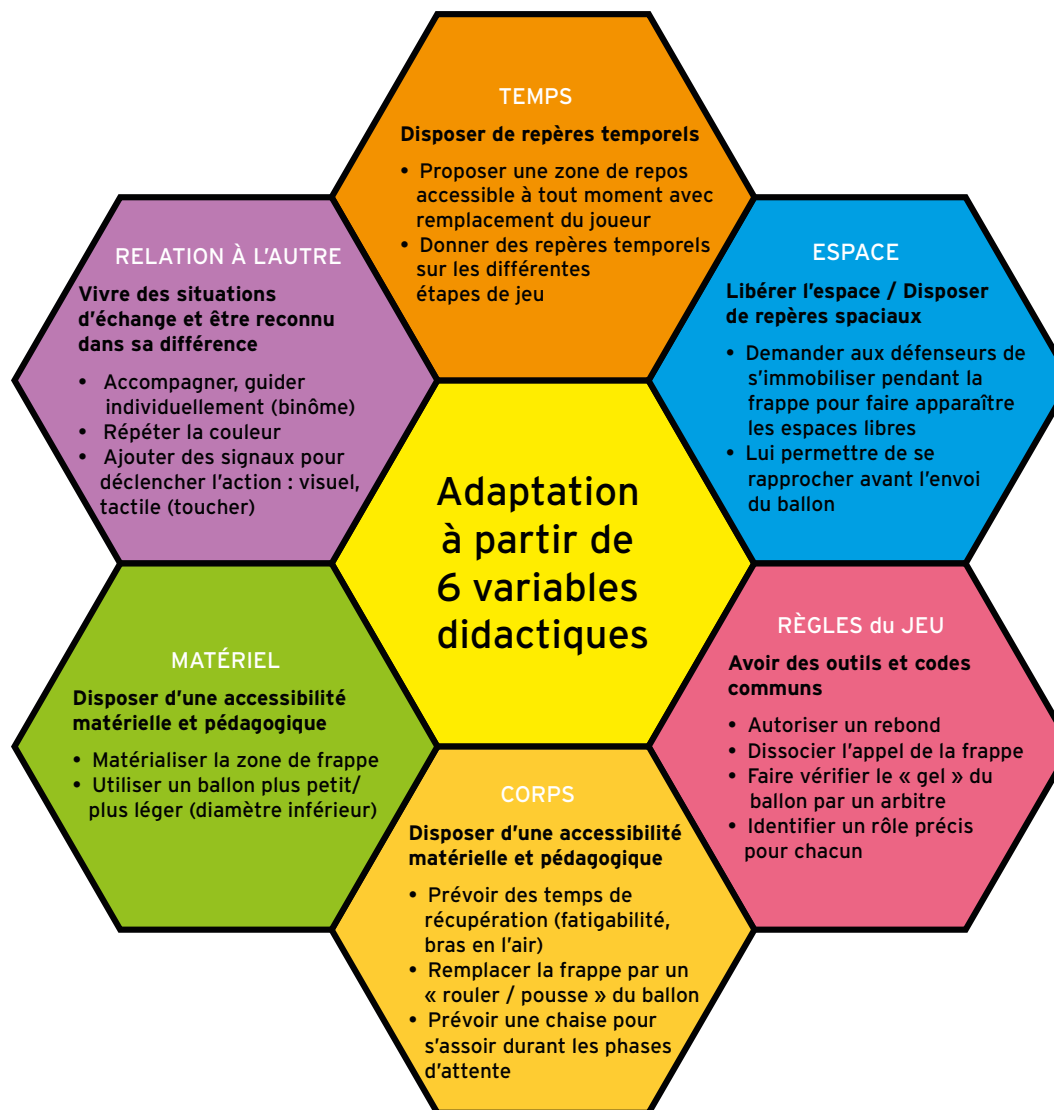 TEMPS
Disposer de repères temporels
• Proposer une zone de repos
accessible à tout moment avec
remplacement du joueur
• Donner des repères temporels
sur les différentes
étapes de jeu
RELATION À L'AUTRE
Vivre des situations
d'échange et être reconnu
dans sa différence
• Accompagner, guider
individuellement (binôme)
• Répéter la couleur
• Ajouter des signaux pour
déclencher l'action : visuel,
tactile (toucher)
ESPACE
Libérer l'espace / Disposer
de repères spaciaux
• Demander aux défenseurs de
s'immobiliser pendant la
frappe pour faire apparaître
les espaces libres
• Lui permettre de se
rapprocher avant l'envoi
du ballon
Adaptation
à partir de
6 variables
didactiques
MATÉRIEL
Disposer d'une accessibilité
matérielle et pédagogique
• Matérialiser la zone de frappe
• Utiliser un ballon plus petit/
plus léger (diamètre inférieur)
RÈGLES du JEU
Avoir des outils et codes
communs
• Autoriser un rebond
• Dissocier l'appel de la frappe
• Faire vérifier le « gel » du
ballon par un arbitre
• Identifier un rôle précis
pour chacun
CORPS
Disposer d'une accessibilité
matérielle et pédagogique
• Prévoir des temps de
récupération (fatigabilité,
bras en l'air)
• Remplacer la frappe par un
« rouler / pousse » du ballon
• Prévoir une chaise pour
s'assoir durant les phases
d'attente